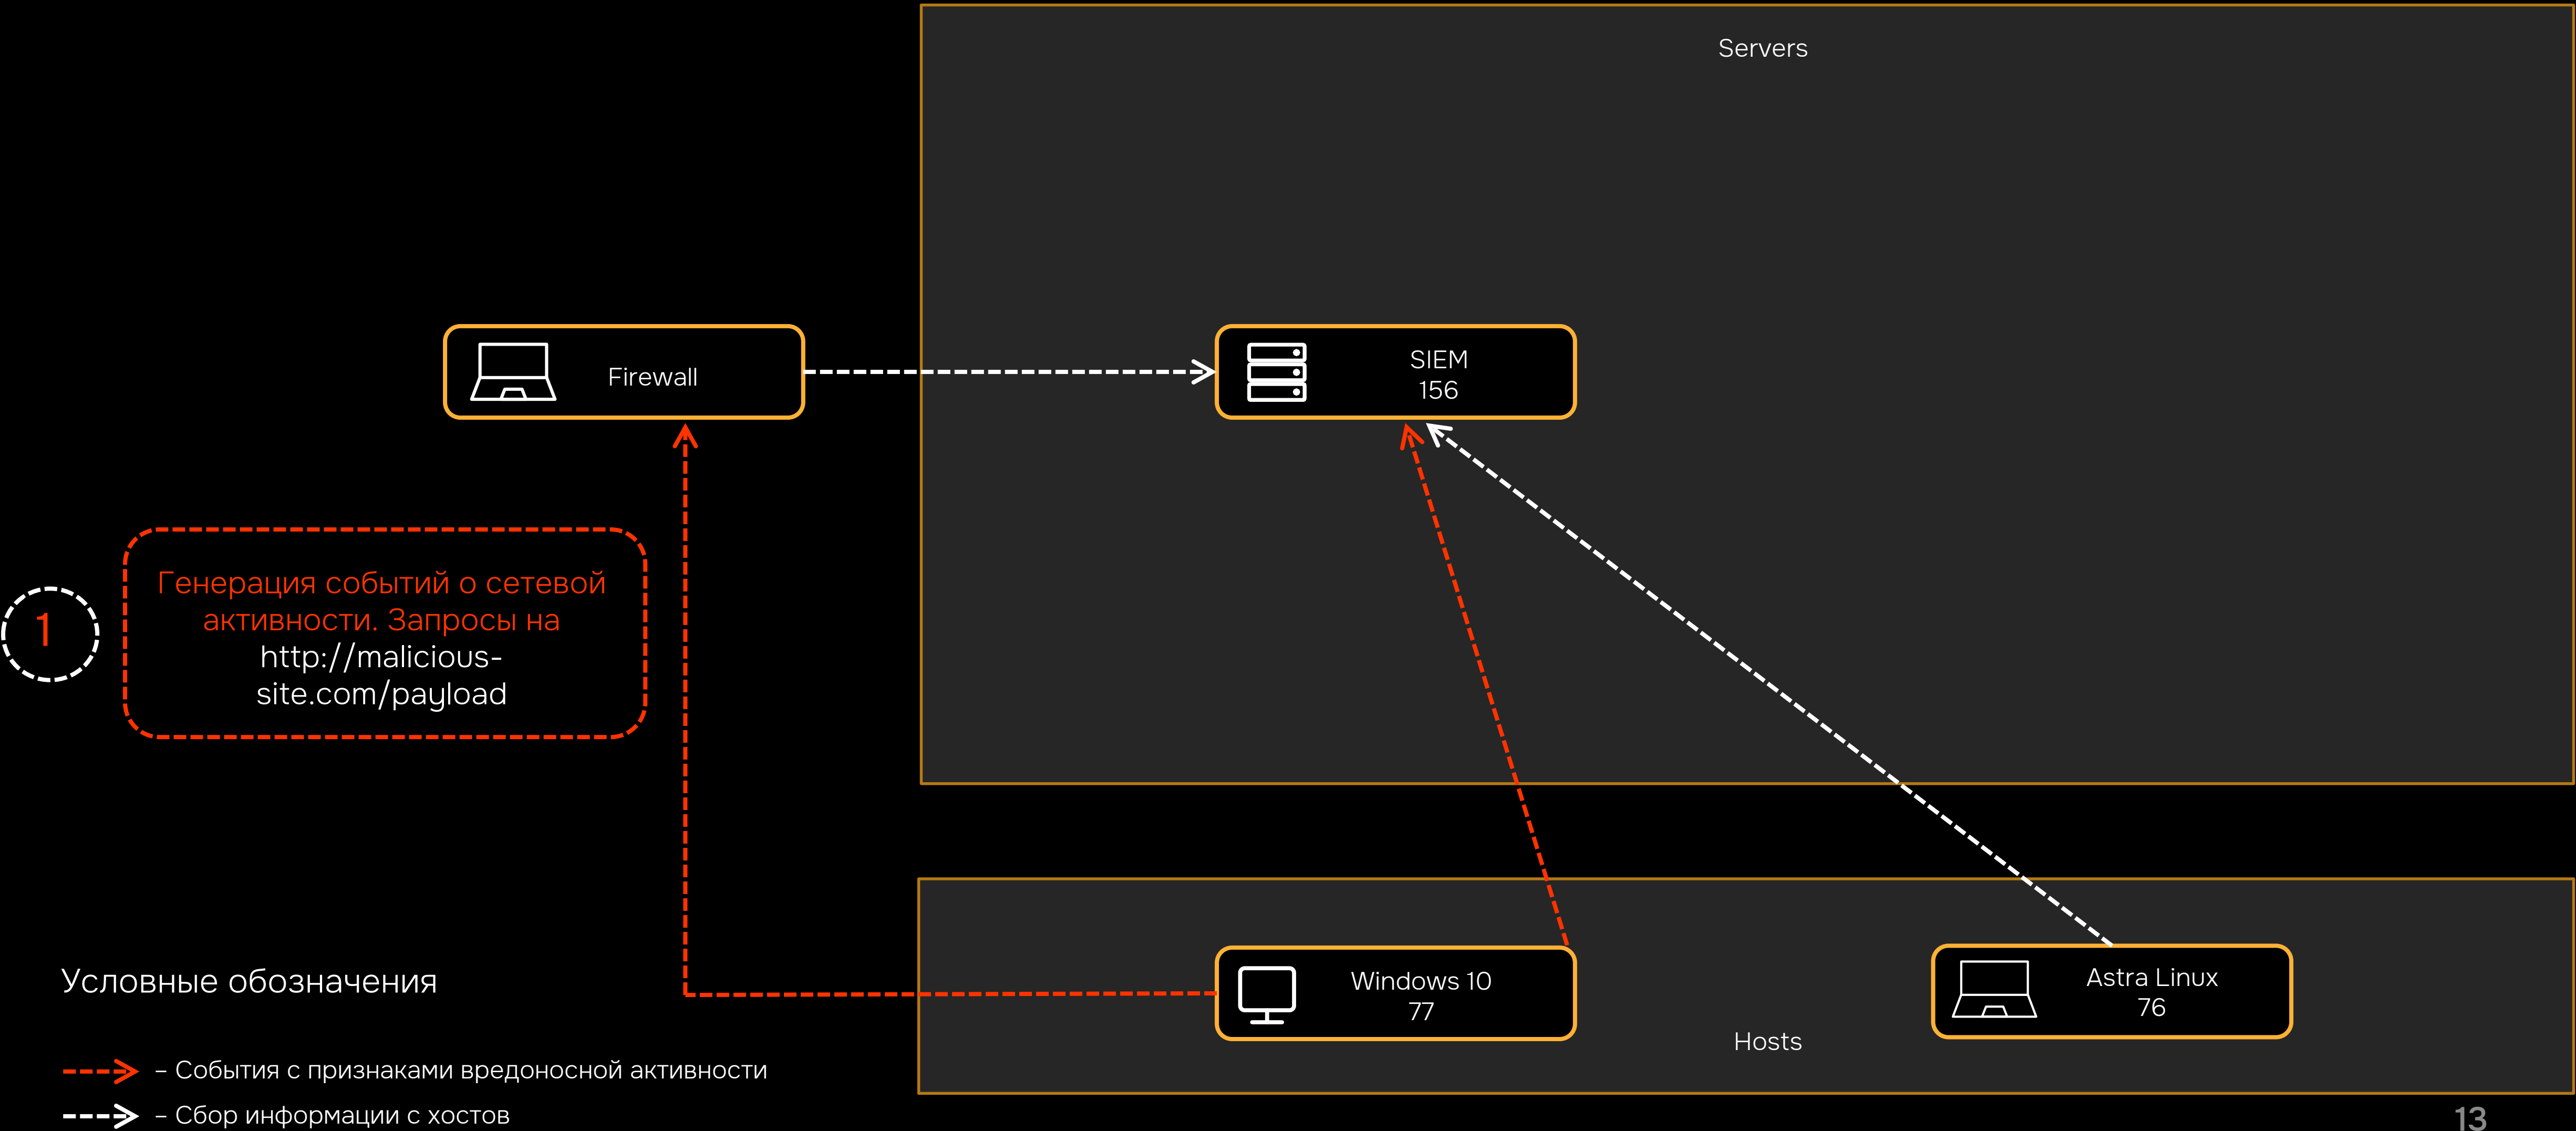 Servers
Firewall
SIEM
156
1
Генерация событий о сетевой
активности. Запросы на
http://malicious-
site.com/payload
Windows 10
77
Astra Linux
76
Hosts
Условные обозначения
– События с признаками вредоносной активности
– Сбор информации с хостов
13